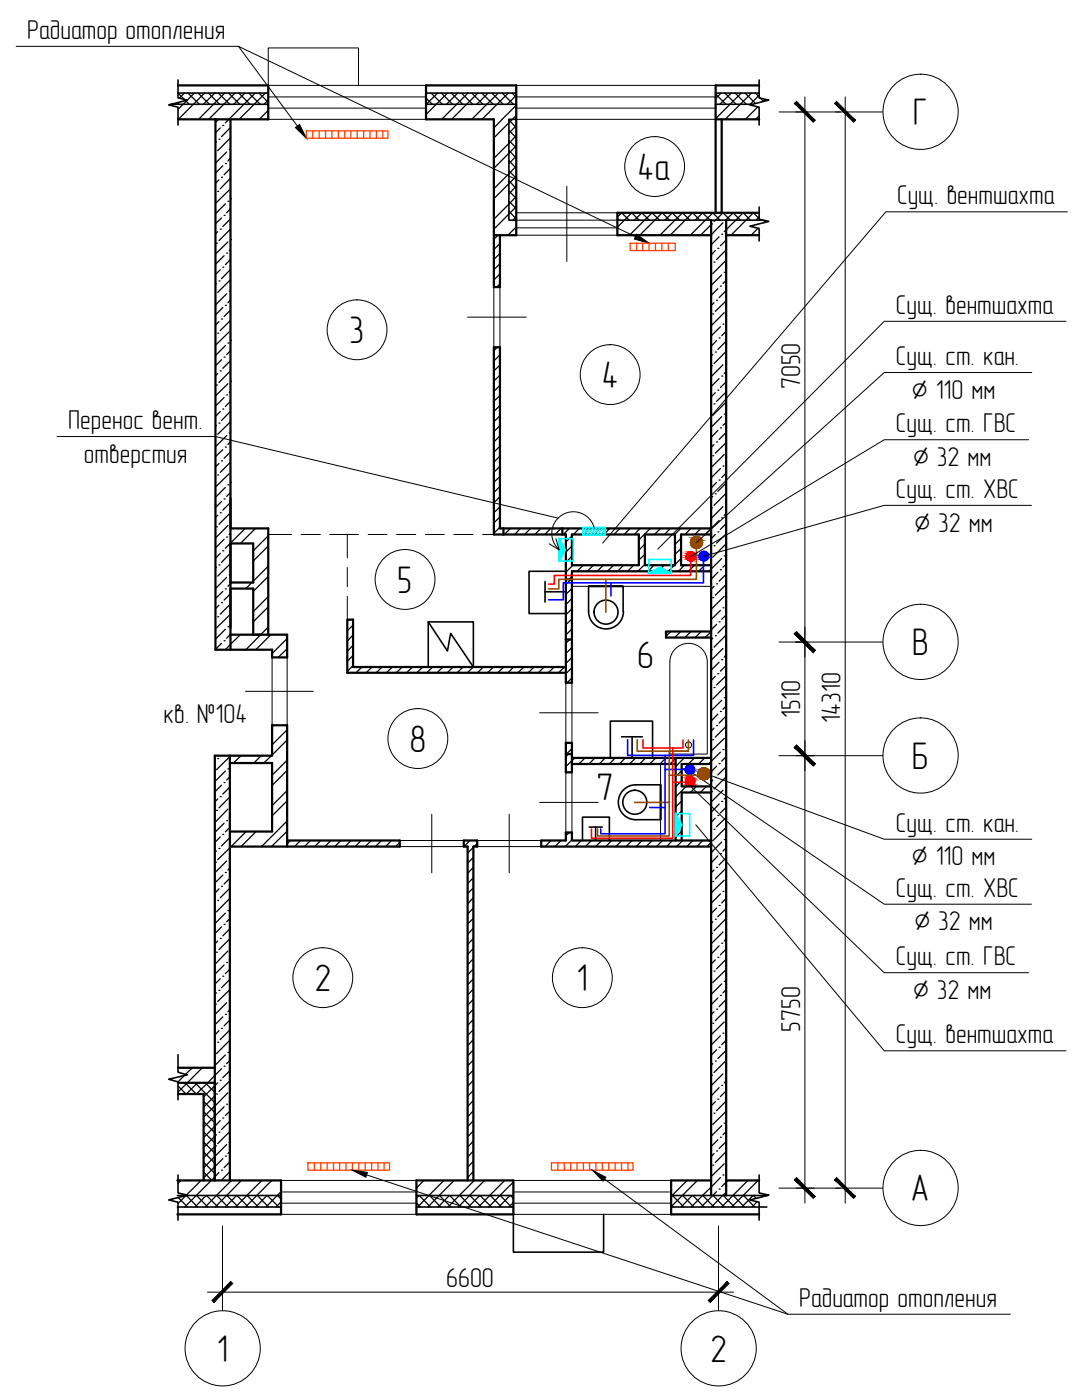 Радиатор отопления
Г
4а
Сущ. вентшахта
3
Сущ. вентшахта
4
7050
Сущ. ст. кан.
Ø 110 мм
Перенос вент.
отверстия
Сущ. ст. ГВС
Ø 32 мм
Сущ. ст. ХВС
Ø 32 мм
5
6
В
кв. №104
8
1510
14310
Б
7
Сущ. ст. кан.
Ø 110 мм
Сущ. ст. ХВС
Ø 32 мм
2
1
Сущ. ст. ГВС
Ø 32 мм
5750
Сущ. вентшахта
А
6600
Радиатор отопления
1
2